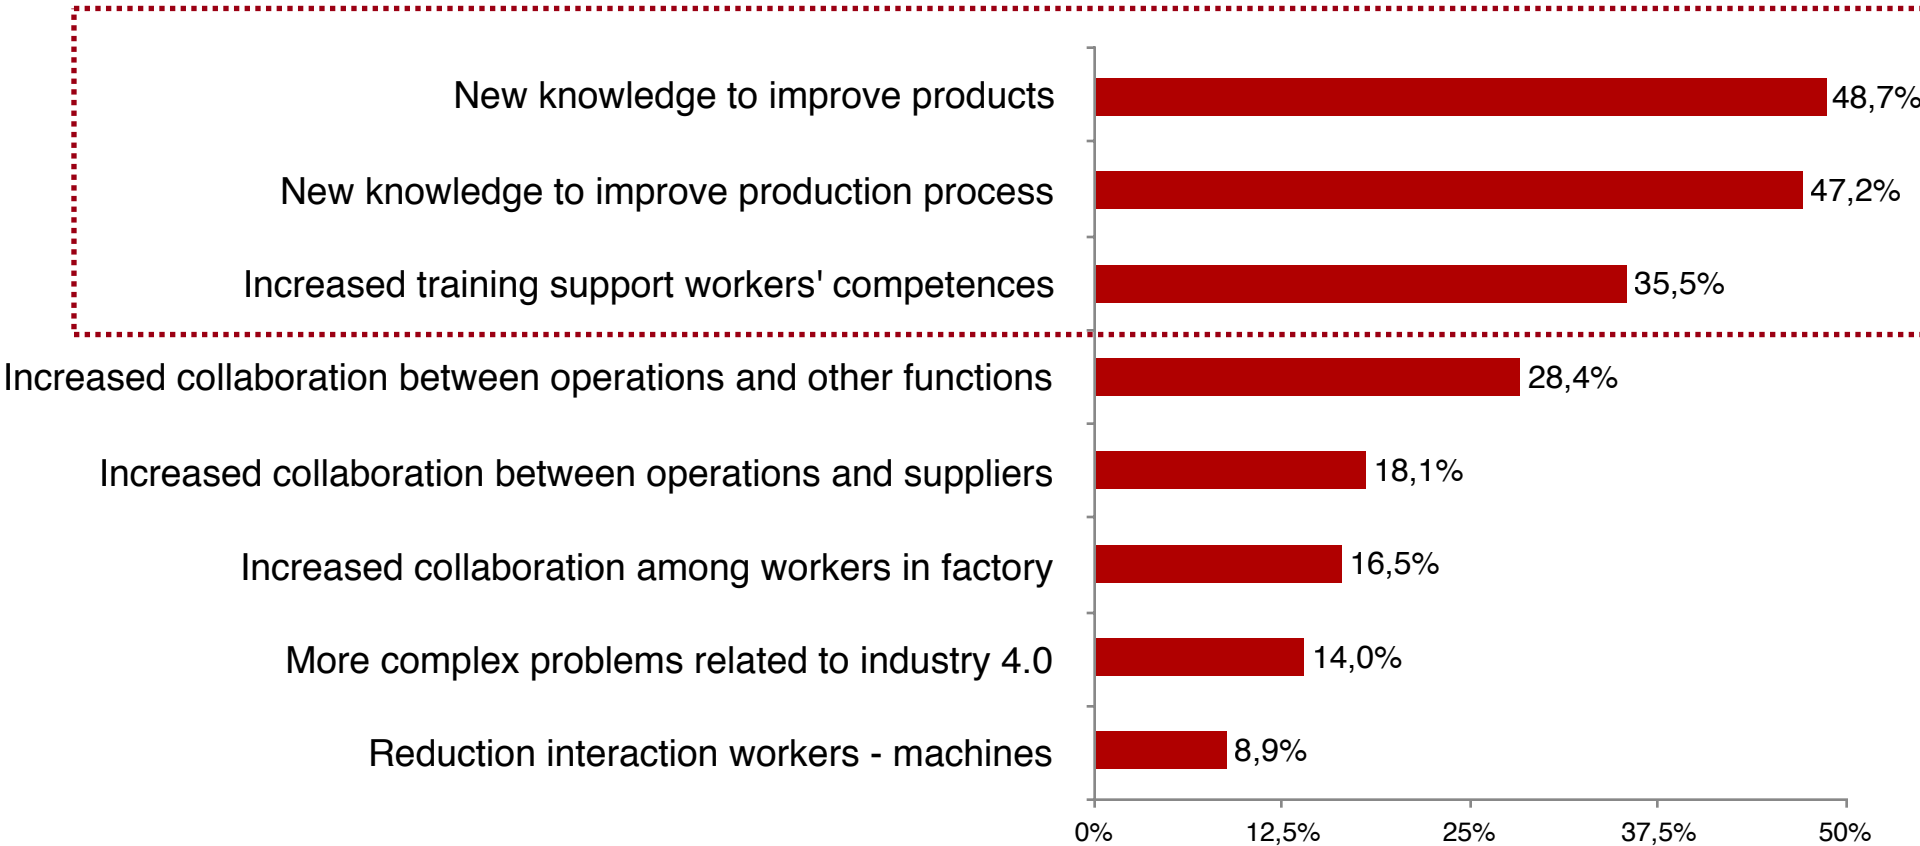 New knowledge to improve products 48,7%
New knowledge to improve production process 47,2%
Increased training support workers' competences 35,5%
Increased collaboration between operations and other functions 28,4%
Increased collaboration between operations and suppliers 18,1%
Increased collaboration among workers in factory 16,5%
More complex problems related to industry 4.0 14,0%
Reduction interaction workers - machines 8,9%
0% 12,5% 25% 37,5% 50%